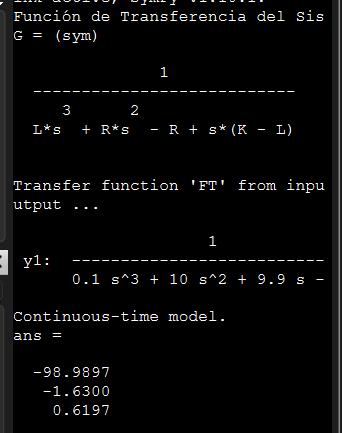 Función de Transferencia del Sis
G = (sym)
1
---------------------------
3 2
L*s + R*s - R + s*(K - L)
Transfer function 'FT' from inpu
utput ...
1
y1: --------------------------
0.1 s^3 + 10 s^2 + 9.9 s -
Continuous-time model.
ans =
-98.9897
-1.6300
0.6197